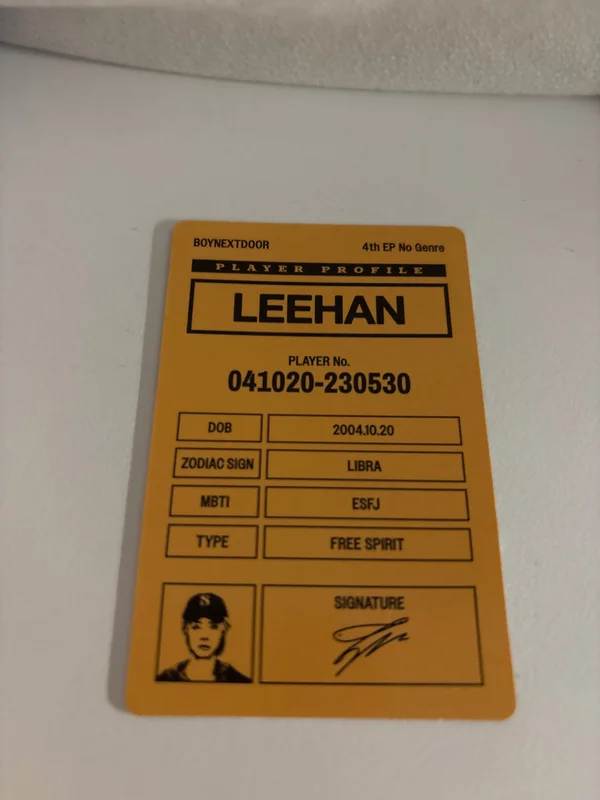 BOYNEXTDOOR 4th EP No Genre
PLAYER PROFILE
LEEHAN
PLAYER No.
041020-230530
DOB 2004.10.20
ZODIAC SIGN LIBRA
MBTI ESFJ
TYPE FREE SPIRIT
SIGNATURE